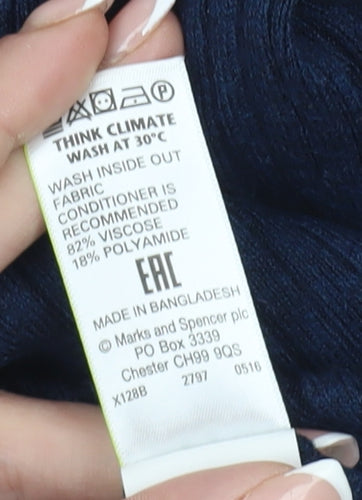 P
THINK CLIMATE
WASH AT 30°C
WASH INSIDE OUT
FABRIC
CONDITIONER IS
RECOMMENDED
82% VISCOSE
18% POLYAMIDE
EAC
MADE IN BANGLADESH
© Marks and Spencer plc
PO Box 3339
Chester CH99 9QS
X128B 2797 0516